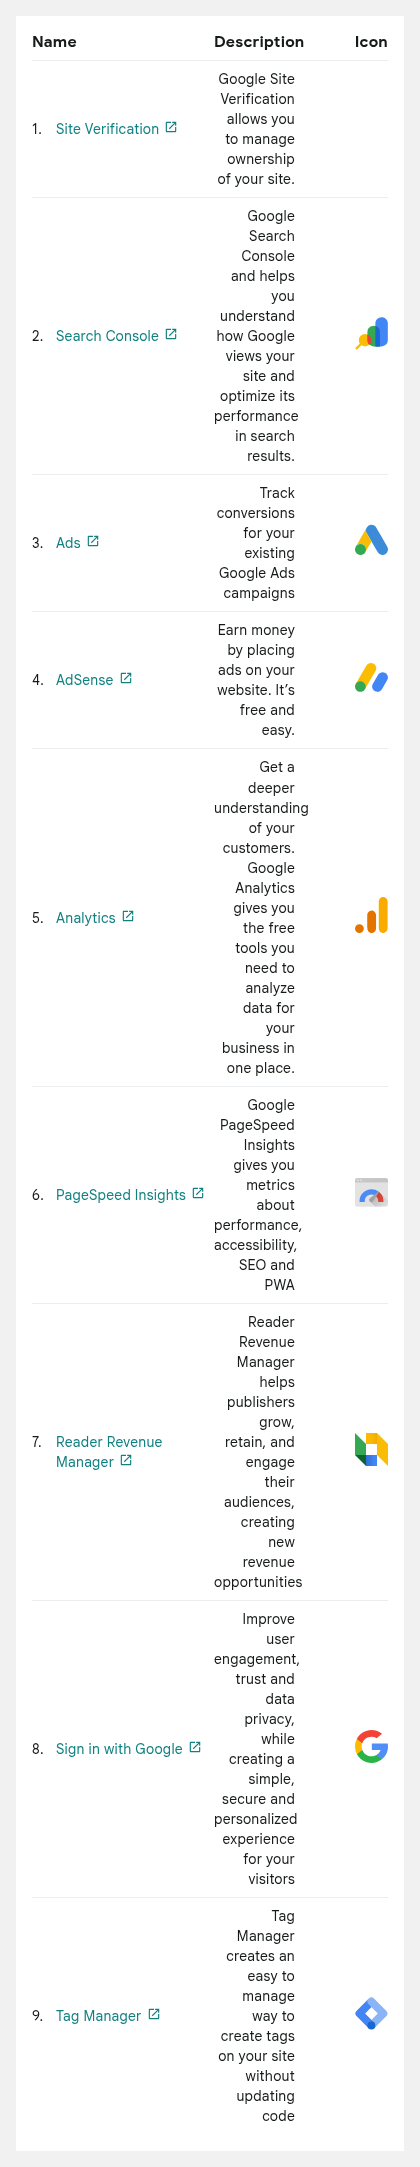 Name Description Icon
Google Site
Verification
allows you
1. Site Verification to manage
ownership
of your site.
Google
Search
Console
and helps
you
understand
2. Search Console how Google
views your
site and
optimize its
performance
in search
results.
Track
conversions
3. Ads for your
existing
Google Ads
campaigns
Earn money
by placing
ads on your
4. AdSense website. It’s
free and
easy.
Get a
deeper
understanding
of your
customers.
Google
Analytics
5. Analytics gives you
the free
tools you
need to
analyze
data for
your
business in
one place.
Google
PageSpeed
Insights
gives you
6. PageSpeed Insights metrics
about
performance,
accessibility,
SEO and
PWA
Reader
Revenue
Manager
helps
publishers
grow,
7. Reader Revenue retain, and
Manager engage
their
audiences,
creating
new
revenue
opportunities
Improve
user
engagement,
trust and
data
privacy,
8. Sign in with Google while
creating a
simple,
secure and
personalized
experience
for your
visitors
Tag
Manager
creates an
easy to
manage
9. Tag Manager way to
create tags
on your site
without
updating
code